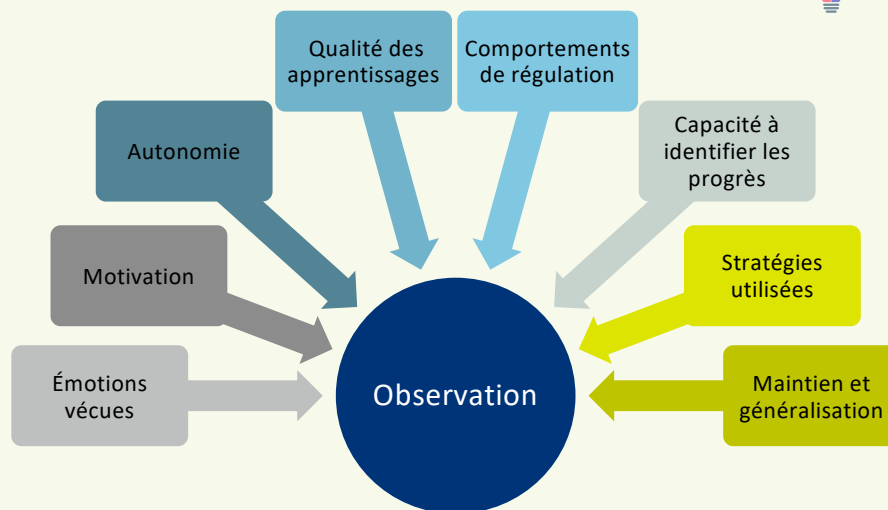 Qualité des
apprentissages
Comportements
de régulation
Autonomie
Capacité à
identifier les
progrès
Motivation
Stratégies
utilisées
Émotions
vécues
Observation
Maintien et
généralisation